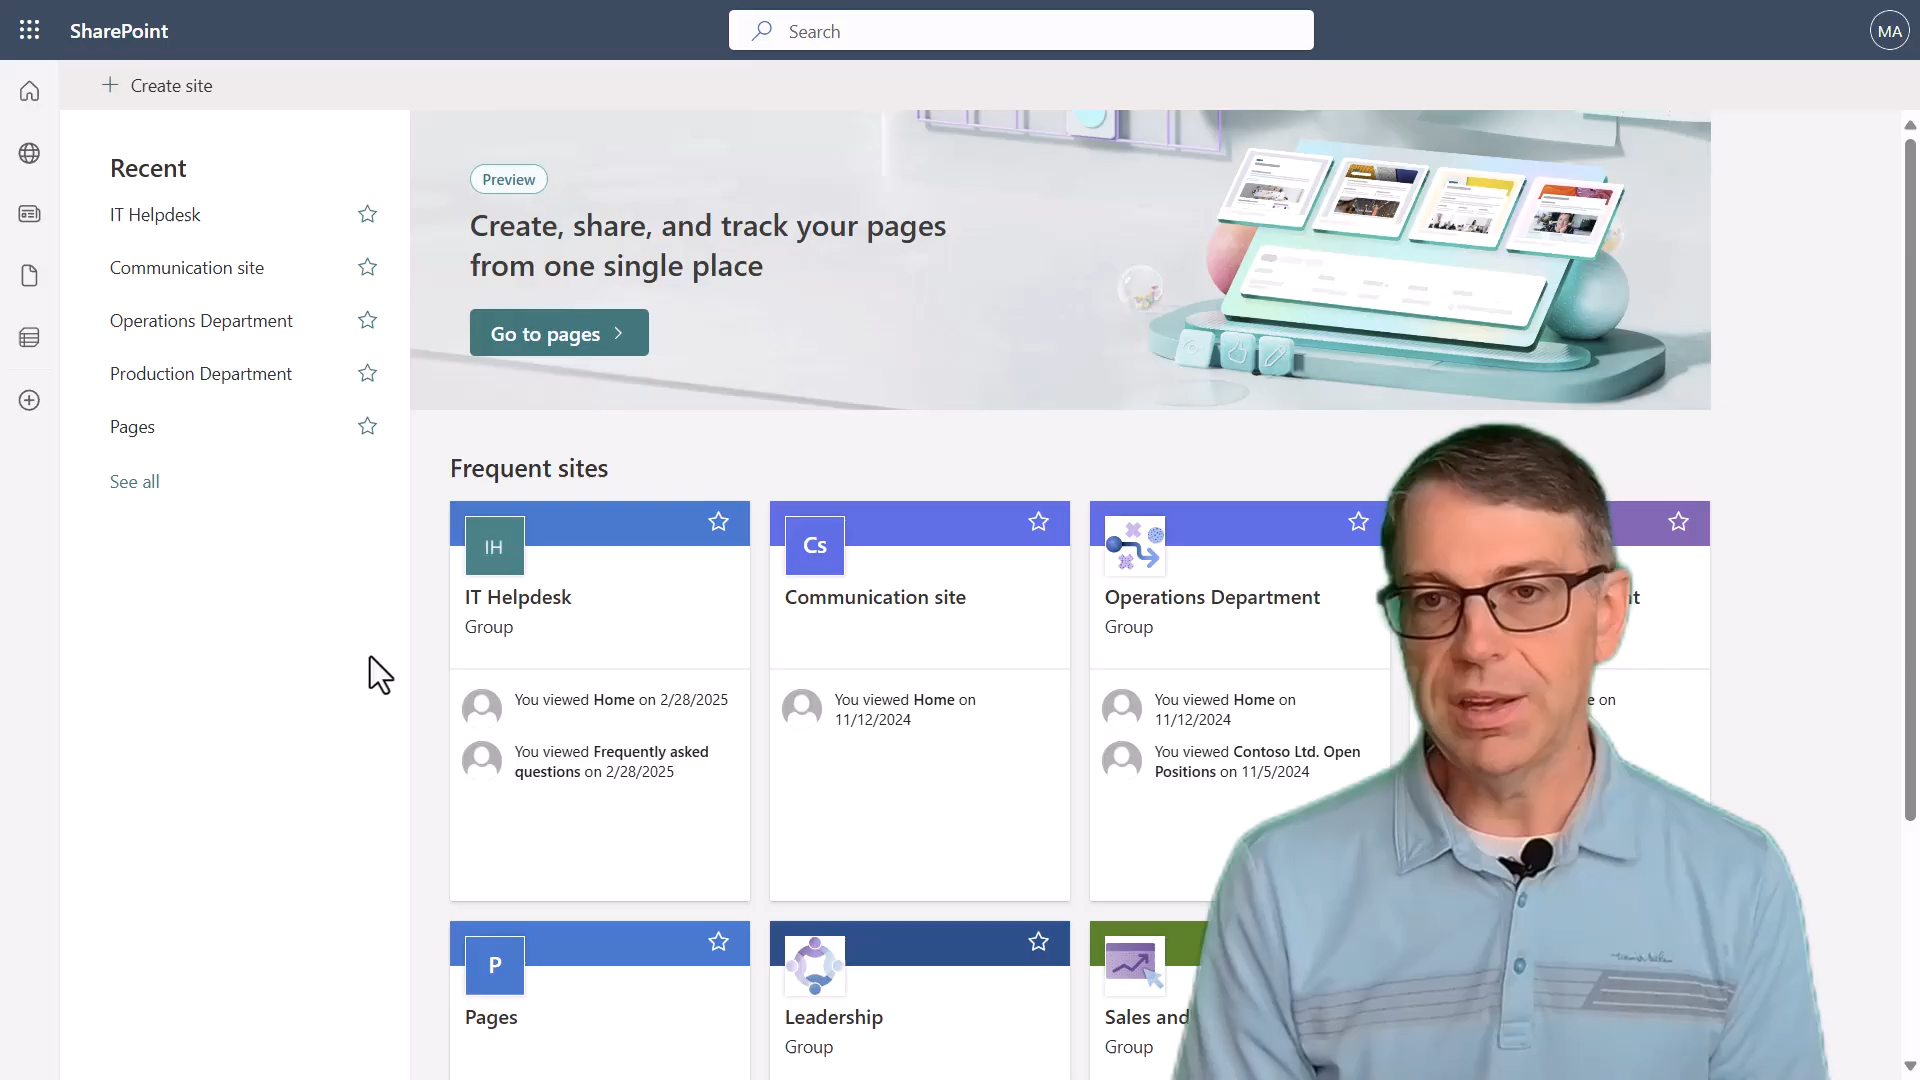 SharePoint
Search
MA
Create site
Recent
IT Helpdesk
Communication site
Operations Department
Production Department
Pages
See all
Preview
Create, share, and track your pages
from one single place
Go to pages
Frequent sites
IH
IT Helpdesk
Group
You viewed Home on 2/28/2025
You viewed Frequently asked
questions on 2/28/2025
Cs
Communication site
You viewed Home on
11/12/2024
Operations Department
Group
You viewed Home on
11/12/2024
You viewed Contoso Ltd. Open
Positions on 11/5/2024
on
P
Pages
Leadership
Group
Sales and
Group